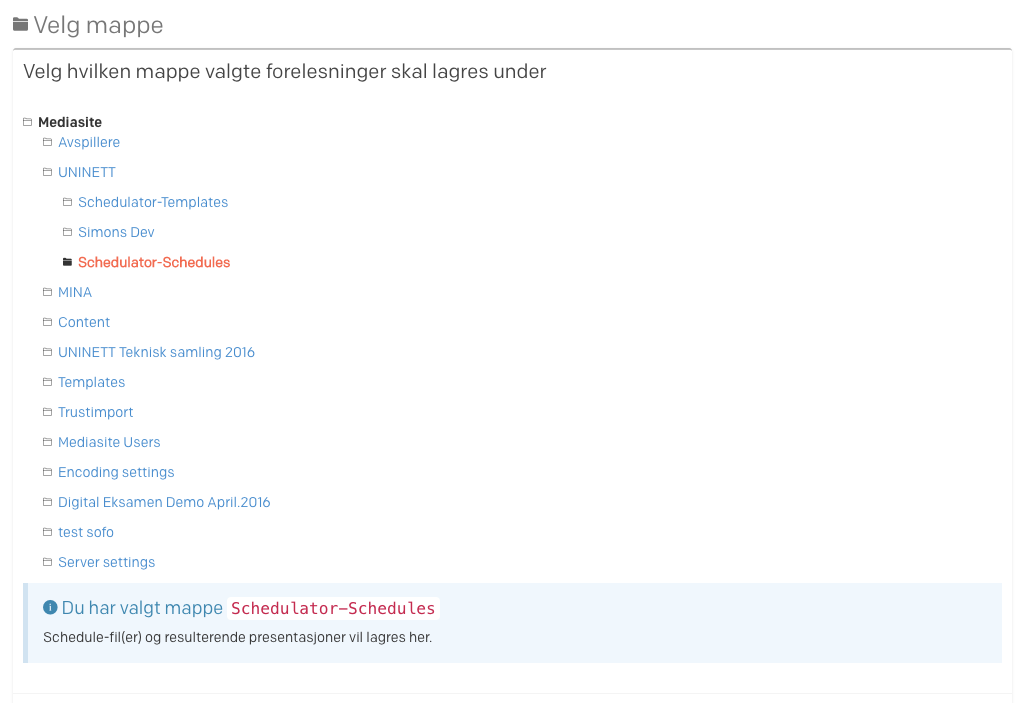 Velg mappe
Velg hvilken mappe valgte forelesninger skal lagres under
Mediasite
Avspillere
UNINETT
Schedulator-Templates
Simons Dev
Schedulator-Schedules
MINA
Content
UNINETT Teknisk samling 2016
Templates
Trustimport
Mediasite Users
Encoding settings
Digital Eksamen Demo April.2016
test sofo
Server settings
Du har valgt mappe Schedulator-Schedules
Schedule-fil(er) og resulterende presentasjoner vil lagres her.